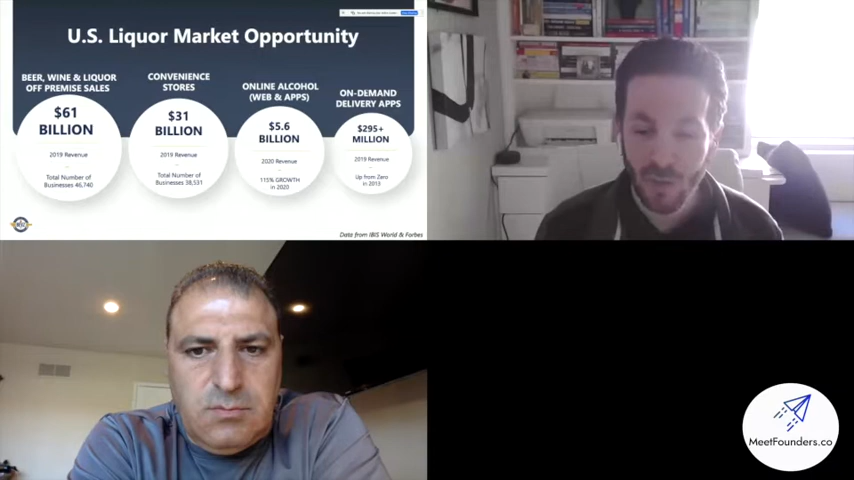 U.S. Liquor Market Opportunity
BEER, WINE & LIQUOR
OFF PREMISE SALES
$61
BILLION
2019 Revenue
Total Number of
Businesses 46,740
CONVENIENCE
STORES
$31
BILLION
2019 Revenue
Total Number of
Businesses 38,531
ONLINE ALCOHOL
(WEB & APPS)
$5.6
BILLION
2020 Revenue
115% GROWTH
in 2020
ON-DEMAND
DELIVERY APPS
$295+
MILLION
2019 Revenue
Up from Zero
in 2013
Data from IBIS World & Forbes
MeetFounders.co